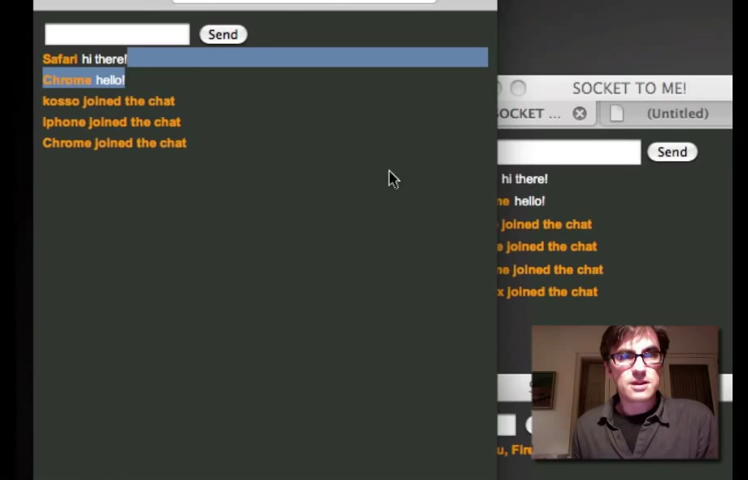 Send
Safari hi there!
Chrome hello!
kosso joined the chat
Iphone joined the chat
Chrome joined the chat
SOCKET TO ME!
SOCKET ...
(Untitled)
Send
hi there!
hello!
joined the chat
joined the chat
joined the chat
joined the chat